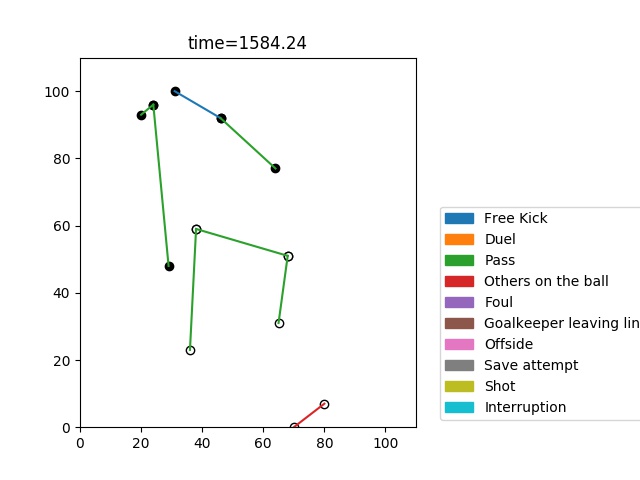 time=1584.24
100
80
60
40
20
0
0 20 40 60 80 100
Free Kick
Duel
Pass
Others on the ball
Foul
Goalkeeper leaving lin
Offside
Save attempt
Shot
Interruption